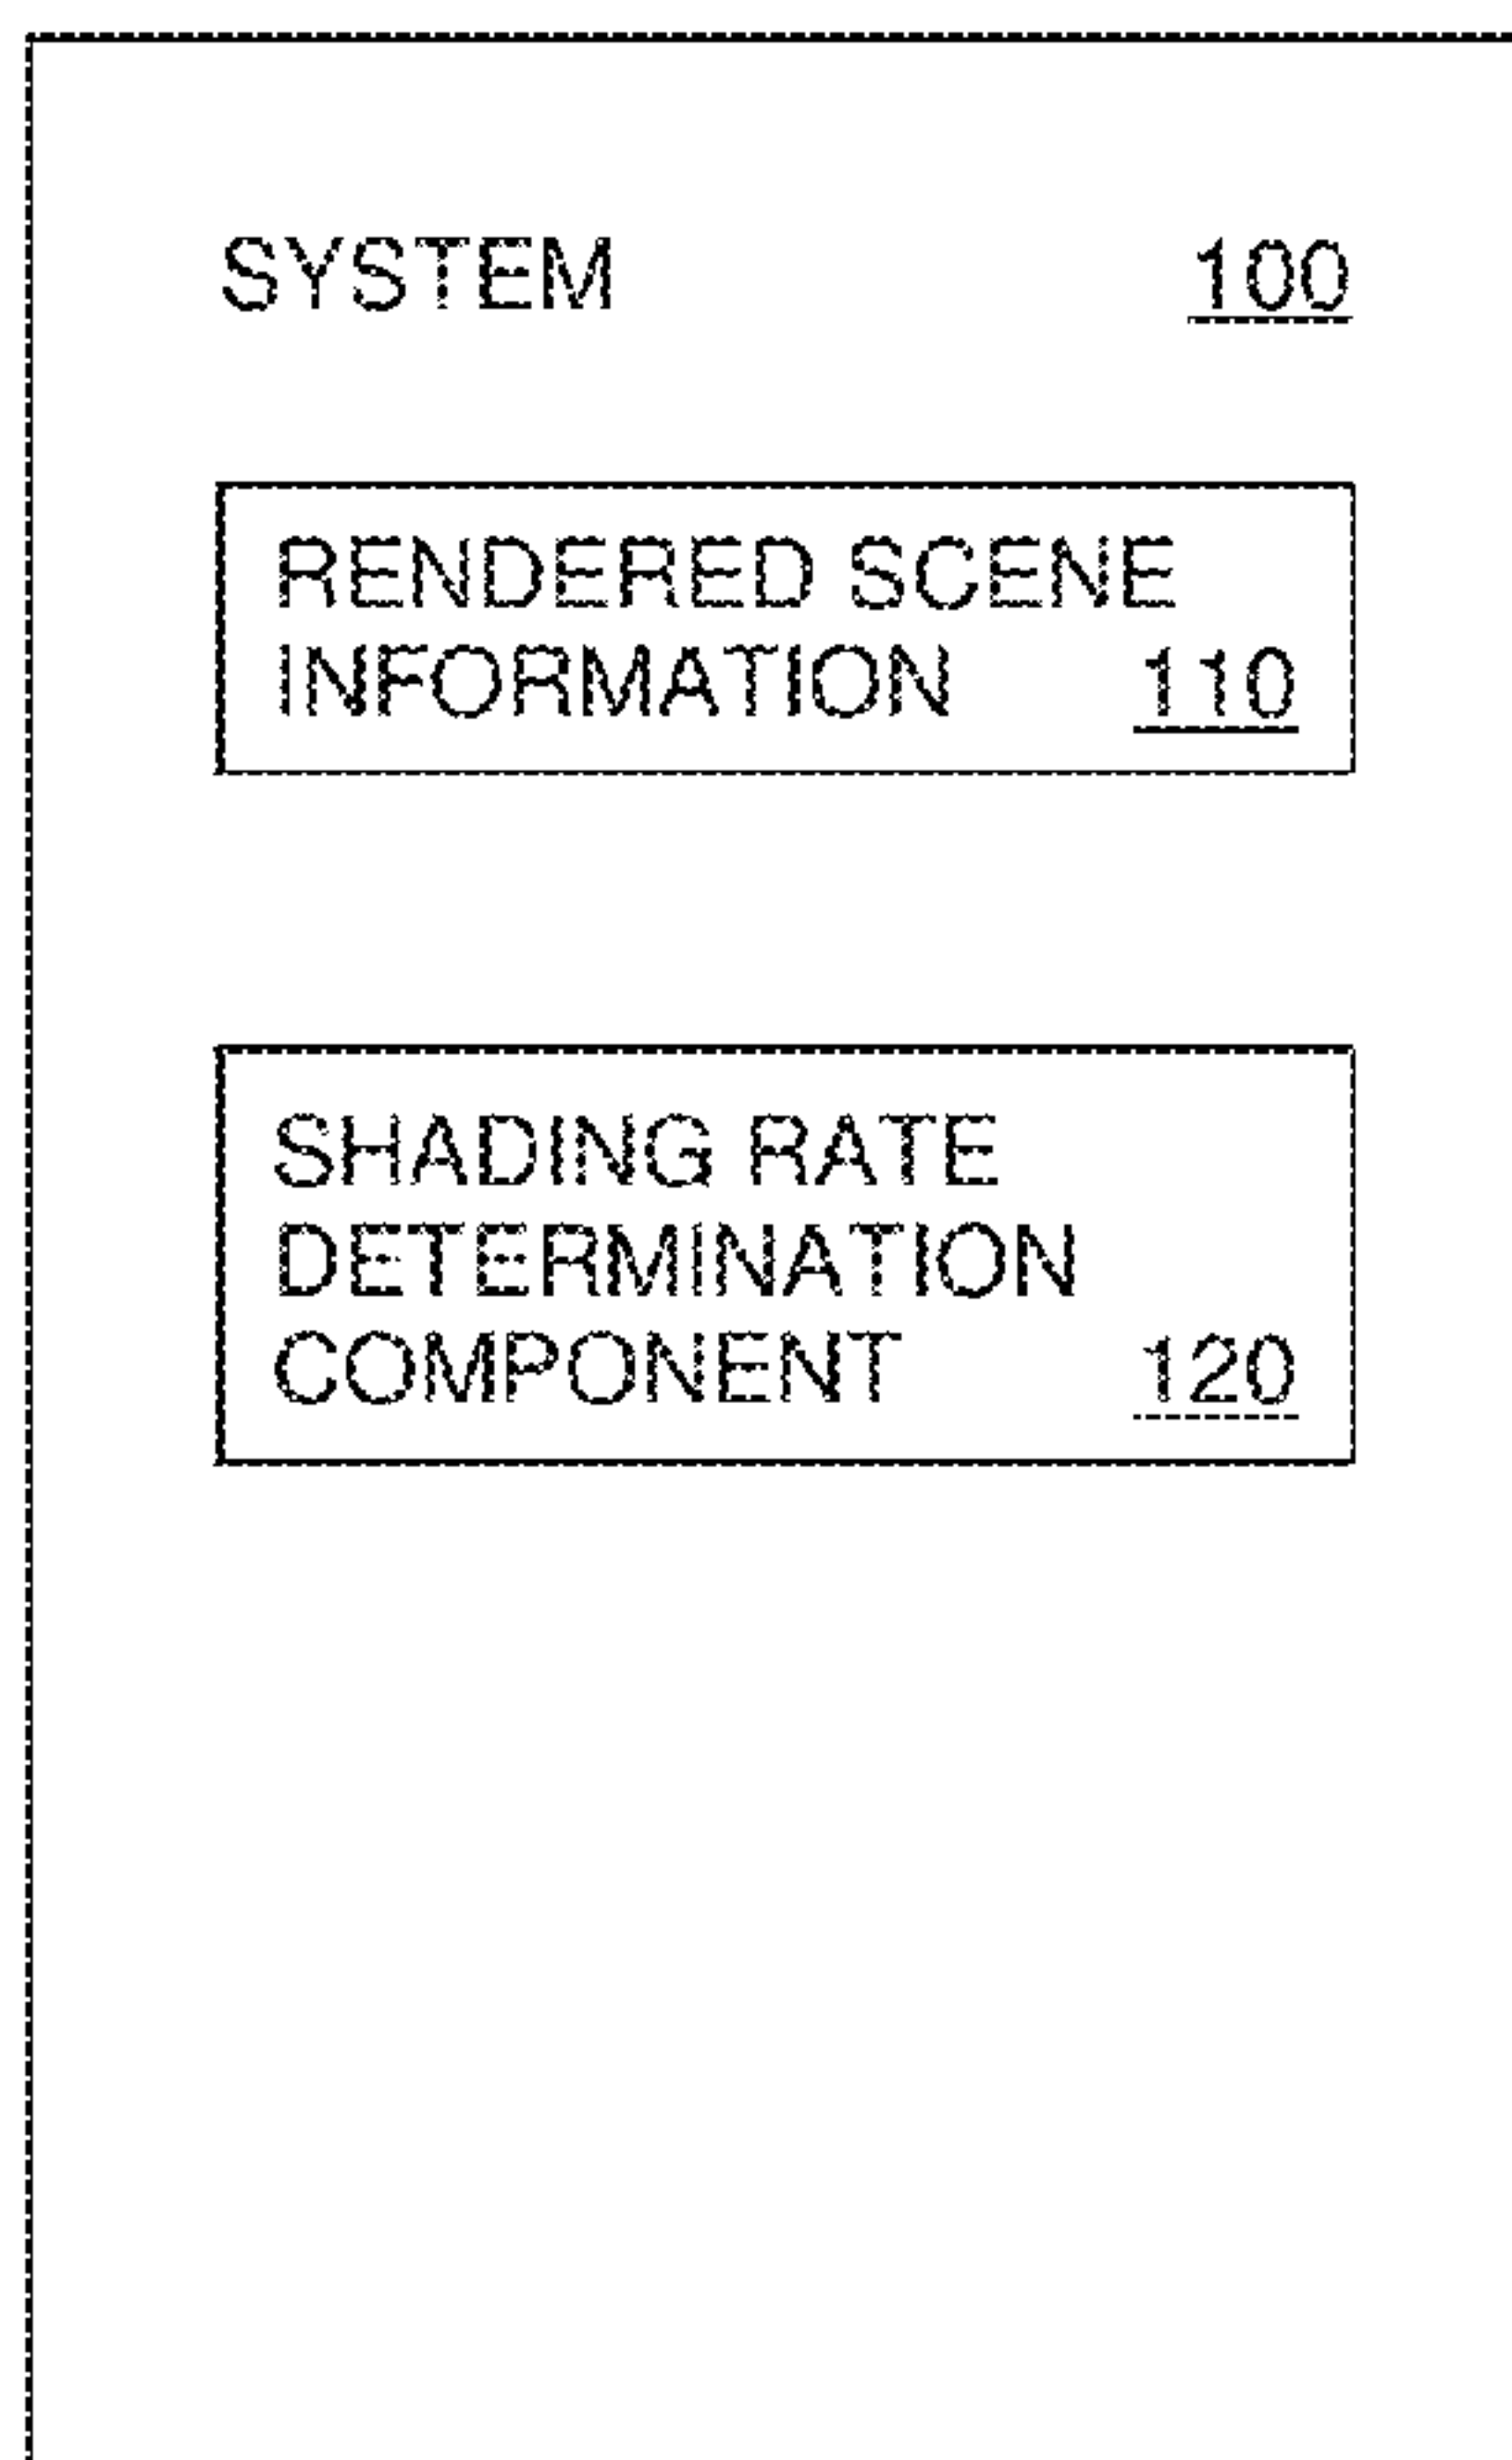 SYSTEM 100
RENDERED SCENE
INFORMATION 110
SHADING RATE
DETERMINATION
COMPONENT 120